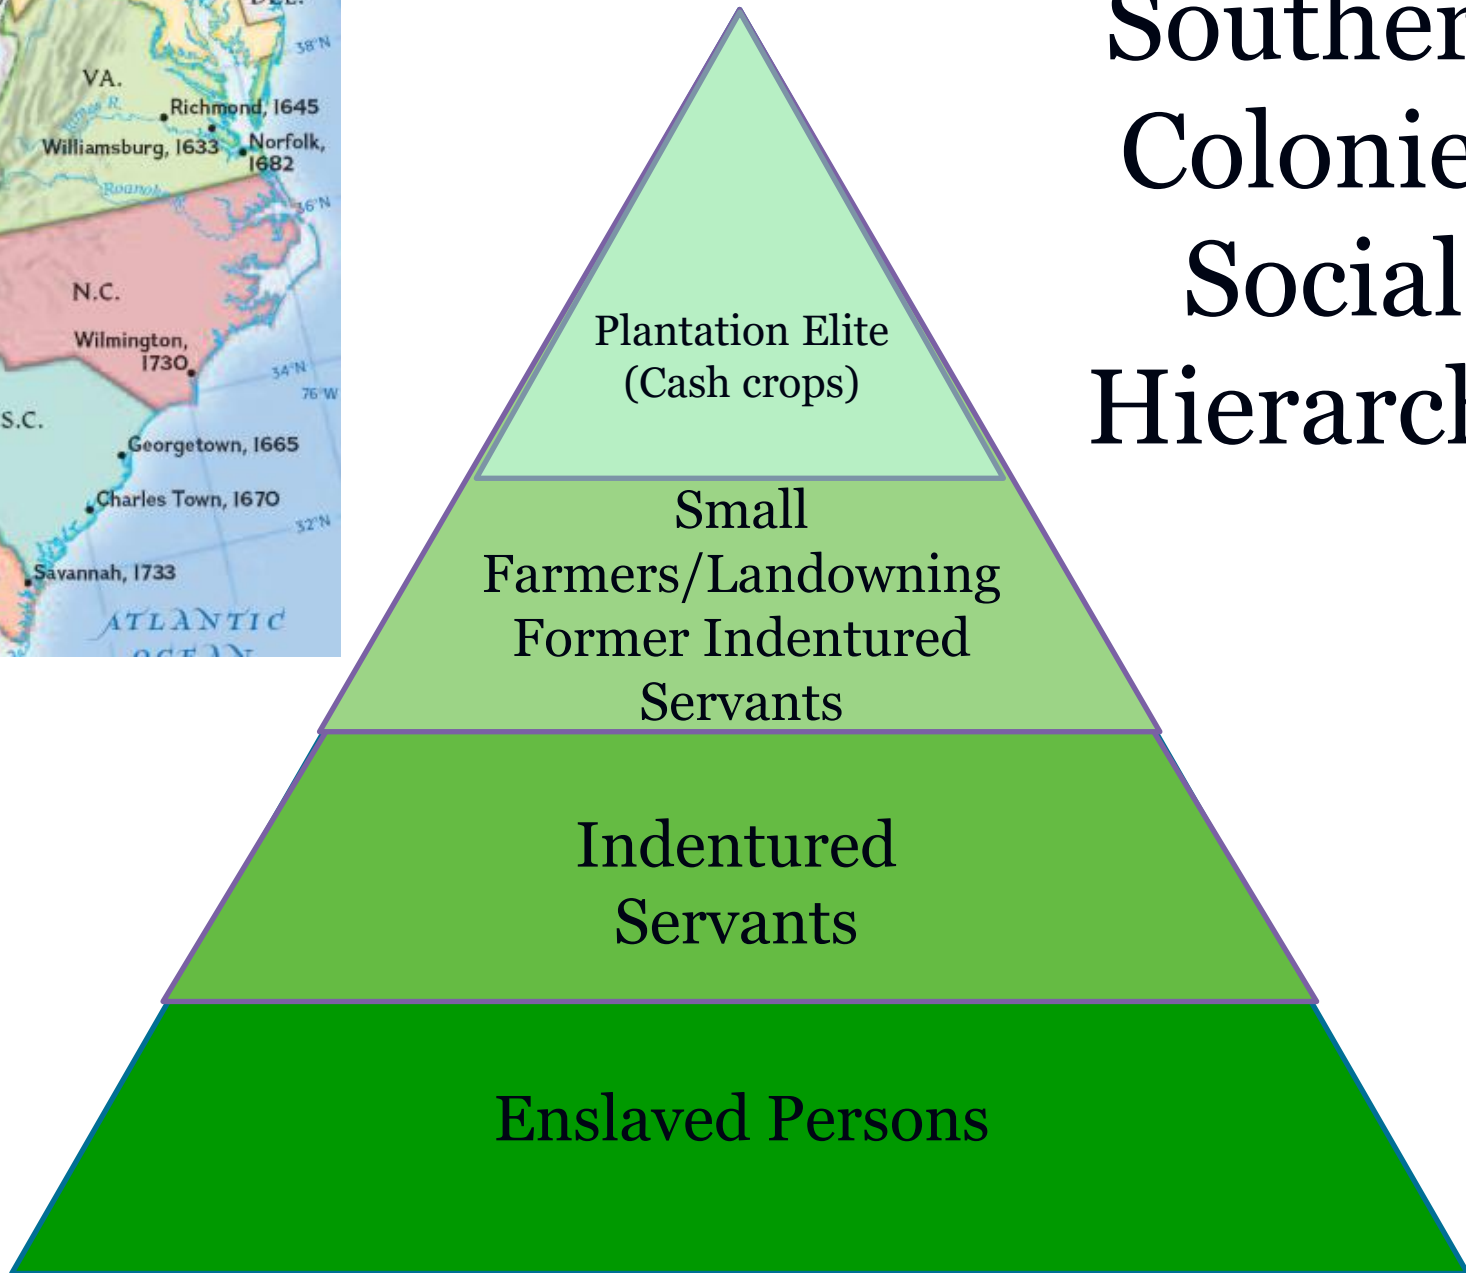 Souther
Colonie
Social
Hierarch
VA.
38°N
Richmond, 1645
Williamsburg, 1633
Norfolk,
1682
Roanok
36°N
N.C.
Wilmington,
1730
34°N
76°W
S.C.
Georgetown, 1665
Charles Town, 1670
32°N
Savannah, 1733
ATLANTIC
OCEAN
Plantation Elite
(Cash crops)
Small
Farmers/Landowning
Former Indentured
Servants
Indentured
Servants
Enslaved Persons